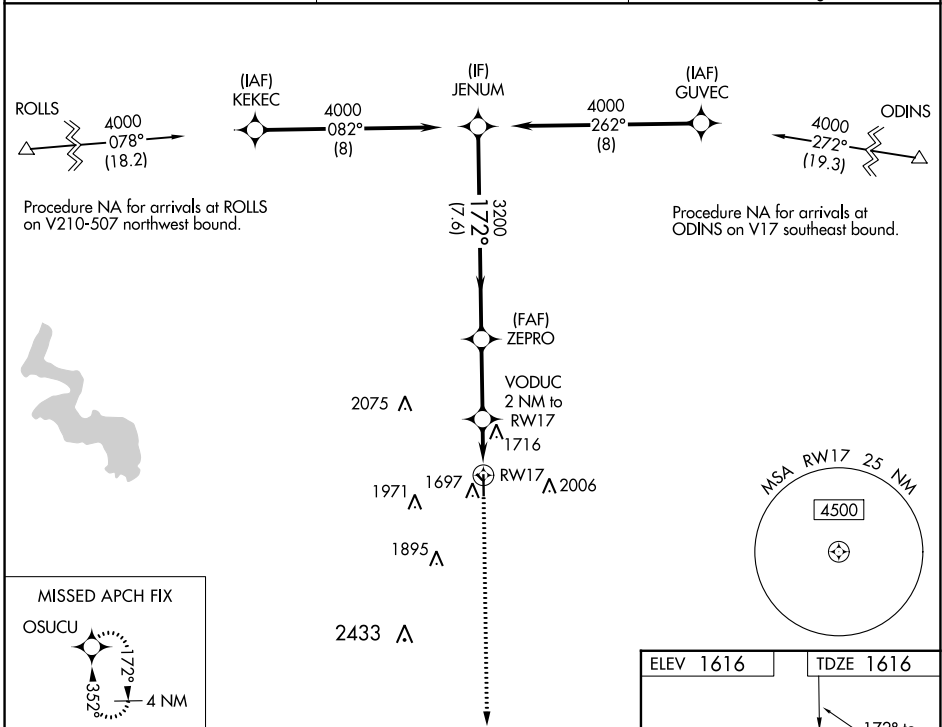 (IAF)
KEKEC
(IF)
JENUM
(IAF)
GUVEC
ROLLS
4000
078°
(18.2)
4000
082°
(8)
4000
262°
(8)
ODINS
4000
272°
(19.3)
Procedure NA for arrivals at ROLLS
on V210-507 northwest bound.
Procedure NA for arrivals at
ODINS on V17 southeast bound.
3200
172°
(7.6)
(FAF)
ZEPRO
VODUC
2 NM to
RW17
2075
1716
RW17
2006
1697
1971
1895
2433
MSA RW17 25 NM
4500
MISSED APCH FIX
OSUCU
172°
352°
4 NM
ELEV 1616
TDZE 1616
172° to